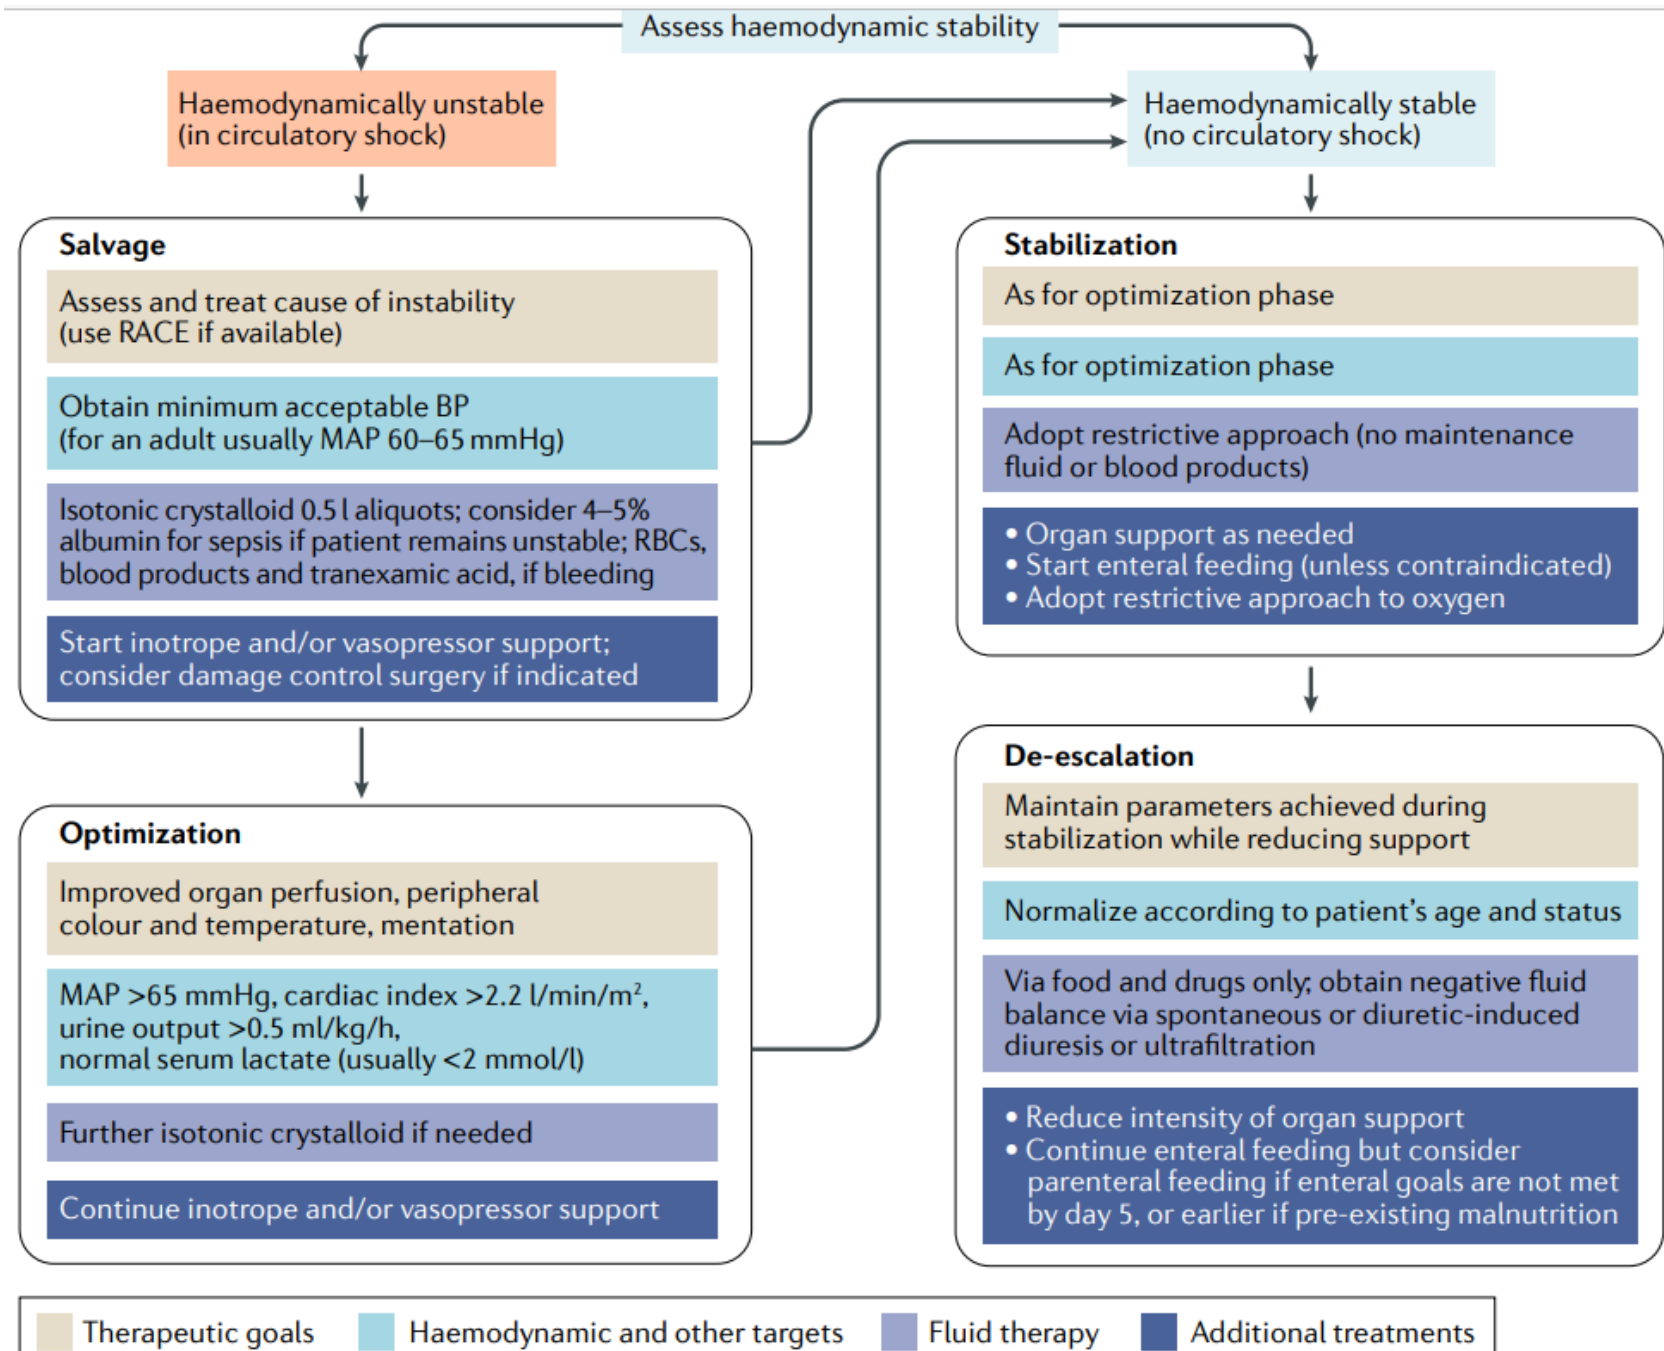 Assess haemodynamic stability
Haemodynamically unstable
(in circulatory shock)
Haemodynamically stable
(no circulatory shock)
Salvage
Assess and treat cause of instability
(use RACE if available)
Obtain minimum acceptable BP
(for an adult usually MAP 60–65 mmHg)
Isotonic crystalloid 0.5 l aliquots; consider 4–5%
albumin for sepsis if patient remains unstable; RBCs,
blood products and tranexamic acid, if bleeding
Start inotrope and/or vasopressor support;
consider damage control surgery if indicated
Optimization
Improved organ perfusion, peripheral
colour and temperature, mentation
MAP >65 mmHg, cardiac index >2.2 l/min/m²,
urine output >0.5 ml/kg/h,
normal serum lactate (usually <2 mmol/l)
Further isotonic crystalloid if needed
Continue inotrope and/or vasopressor support
Stabilization
As for optimization phase
As for optimization phase
Adopt restrictive approach (no maintenance
fluid or blood products)
• Organ support as needed
• Start enteral feeding (unless contraindicated)
• Adopt restrictive approach to oxygen
De-escalation
Maintain parameters achieved during
stabilization while reducing support
Normalize according to patient's age and status
Via food and drugs only; obtain negative fluid
balance via spontaneous or diuretic-induced
diuresis or ultrafiltration
• Reduce intensity of organ support
• Continue enteral feeding but consider
parenteral feeding if enteral goals are not met
by day 5, or earlier if pre-existing malnutrition
Therapeutic goals
Haemodynamic and other targets
Fluid therapy
Additional treatments